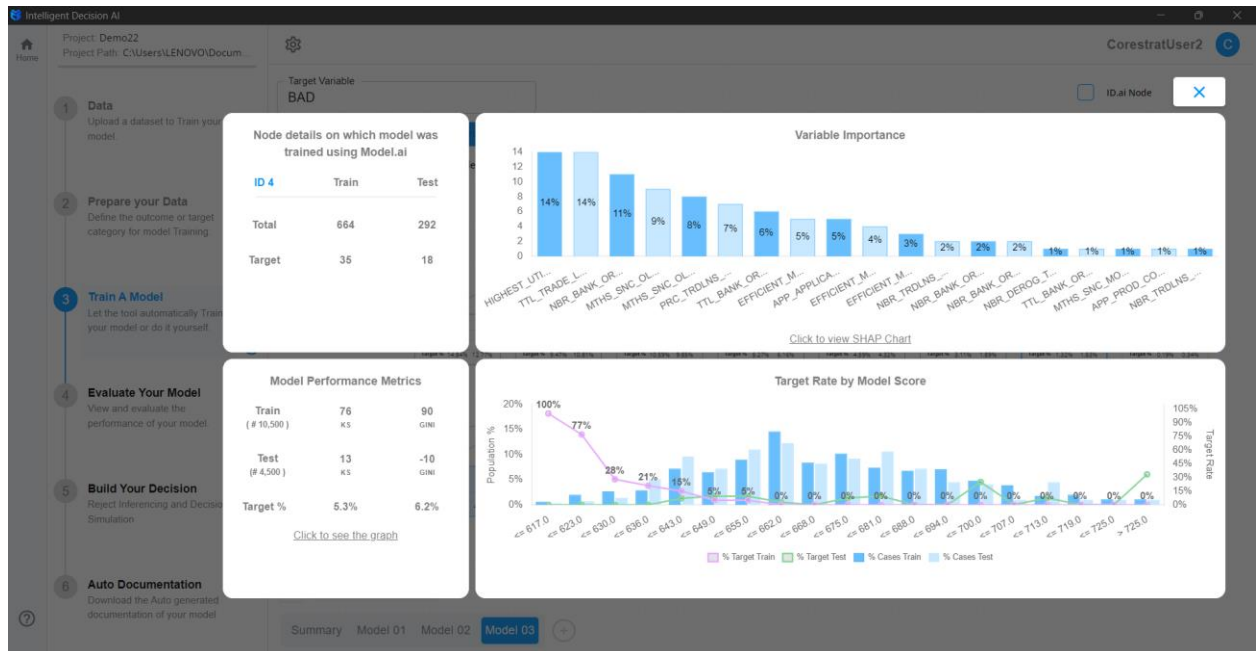 Intelligent Decision AI
Home
Project: Demo22
Project Path: C:\Users\LENOVO\Docum...
CorestratUser2
C
Target Variable
BAD
ID.ai Node
1
Data
Upload a dataset to Train your
model.
2
Prepare your Data
Define the outcome or target
category for model Training.
3
Train A Model
Let the tool automatically Train
your model or do it yourself.
4
Evaluate Your Model
View and evaluate the
performance of your model.
5
Build Your Decision
Reject Inferencing and Decisio
Simulation
6
Auto Documentation
Download the Auto generated
documentation of your model
Node details on which model was
trained using Model.ai
ID 4 Train Test
Total 664 292
Target 35 18
Variable Importance
14
12
10
8
6
4
2
0
14% 14% 11% 9% 8% 7% 6% 5% 5% 4% 3% 2% 2% 2% 1% 1% 1% 1% 1%
HIGHEST_UTI...
TTL_TRADE_L...
NBR_BANK_OR...
MTHS_SNC_OL...
MTHS_SNC_OL...
PRC_TRDLNS_...
TTL_BANK_OR...
EFFICIENT_M...
APP_APPLICA...
EFFICIENT_M...
EFFICIENT_M...
NBR_TRDLNS_...
NBR_BANK_OR...
NBR_BANK_OR...
NBR_DEROG_T...
TTL_BANK_OR...
MTHS_SNC_MO...
APP_PROD_CO...
NBR_TRDLNS_...
Click to view SHAP Chart
Model Performance Metrics
Train 76 90
( # 10,500 ) KS GINI
Test 13 -10
(# 4,500 ) KS GINI
Target % 5.3% 6.2%
Click to see the graph
Target Rate by Model Score
Population %
20%
15%
10%
5%
0%
100% 77% 28% 21% 15% 5% 5% 0% 0% 0% 0% 0% 0% 0% 0% 0% 0% 0% 0%
105%
90%
75%
60%
45%
30%
15%
0%
Target Rate
<= 617.0
<= 623.0
<= 630.0
<= 636.0
<= 643.0
<= 649.0
<= 655.0
<= 662.0
<= 668.0
<= 675.0
<= 681.0
<= 688.0
<= 694.0
<= 700.0
<= 707.0
<= 713.0
<= 719.0
<= 725.0
> 725.0
% Target Train % Target Test % Cases Train % Cases Test
Summary Model 01 Model 02 Model 03